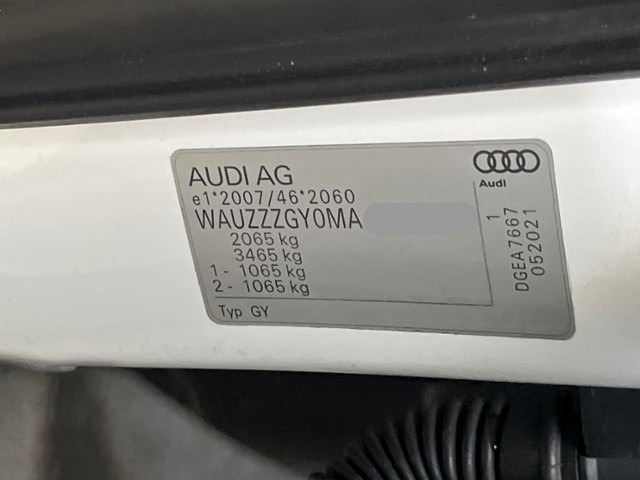 AUDI AG
e1*2007/46*2060
WAUZZZGY0MA
2065 kg
3465 kg
1 - 1065 kg
2 - 1065 kg
Typ GY
Audi
1
DGEA7667
052021